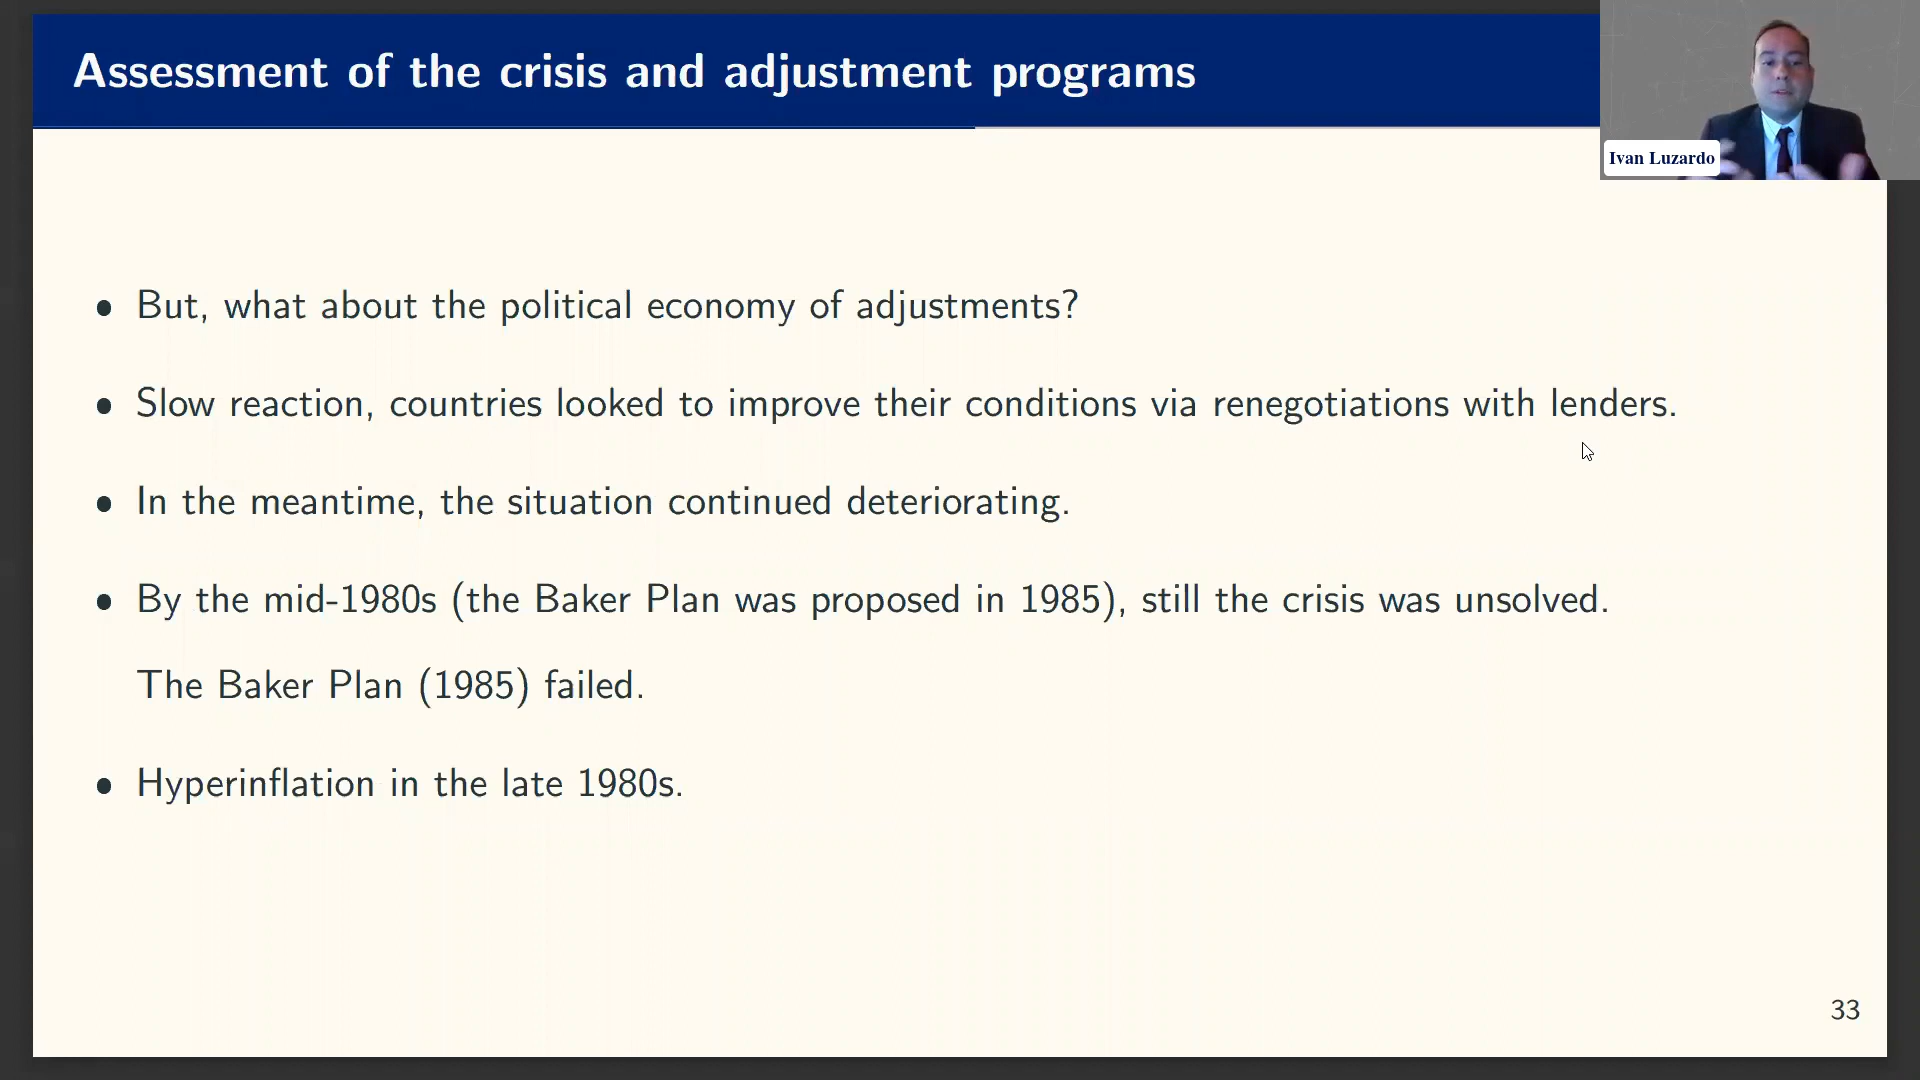 Assessment of the crisis and adjustment programs
Ivan Luzardo
• But, what about the political economy of adjustments?
• Slow reaction, countries looked to improve their conditions via renegotiations with lenders.
• In the meantime, the situation continued deteriorating.
• By the mid-1980s (the Baker Plan was proposed in 1985), still the crisis was unsolved.
The Baker Plan (1985) failed.
• Hyperinflation in the late 1980s.
33